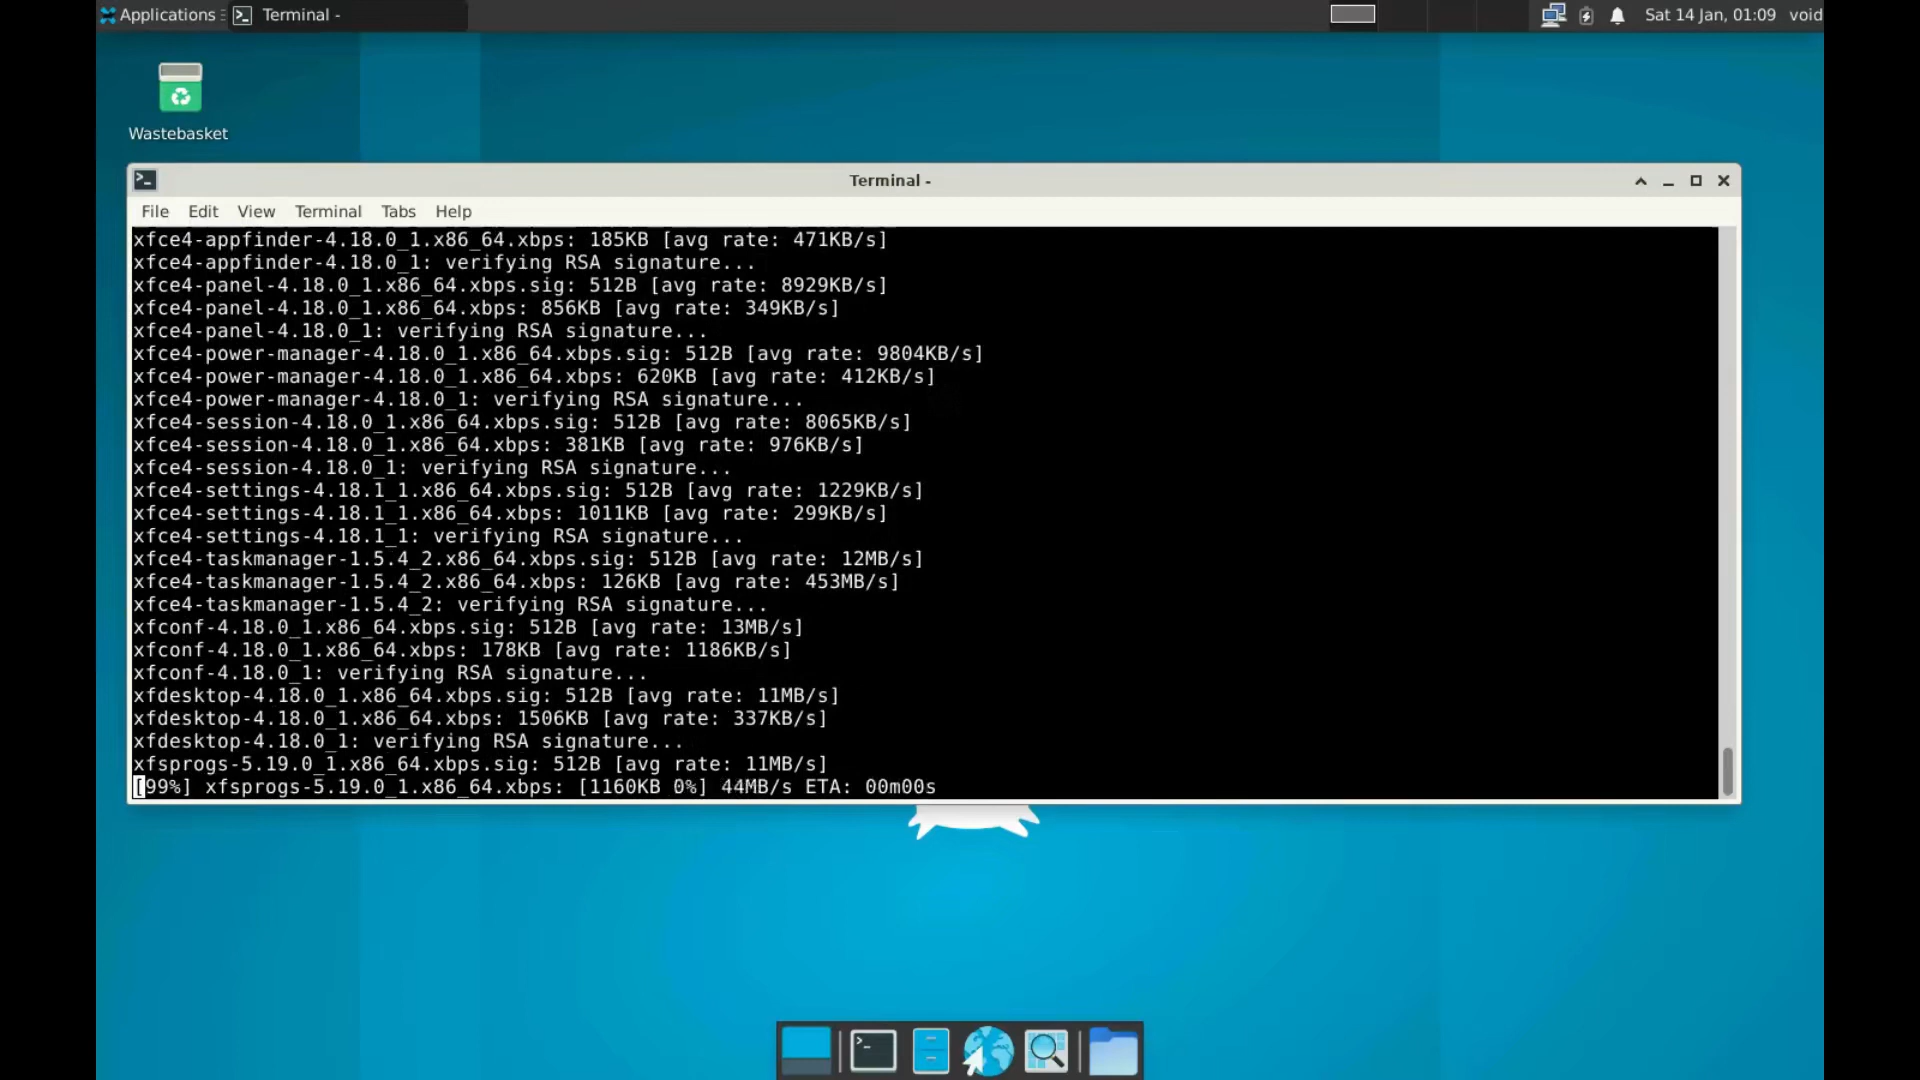 Applications
Terminal -
Sat 14 Jan, 01:09
void
Wastebasket
Terminal -
File Edit View Terminal Tabs Help
xfce4-appfinder-4.18.0_1.x86_64.xbps: 185KB [avg rate: 471KB/s]
xfce4-appfinder-4.18.0_1: verifying RSA signature...
xfce4-panel-4.18.0_1.x86_64.xbps.sig: 512B [avg rate: 8929KB/s]
xfce4-panel-4.18.0_1.x86_64.xbps: 856KB [avg rate: 349KB/s]
xfce4-panel-4.18.0_1: verifying RSA signature...
xfce4-power-manager-4.18.0_1.x86_64.xbps.sig: 512B [avg rate: 9804KB/s]
xfce4-power-manager-4.18.0_1.x86_64.xbps: 620KB [avg rate: 412KB/s]
xfce4-power-manager-4.18.0_1: verifying RSA signature...
xfce4-session-4.18.0_1.x86_64.xbps.sig: 512B [avg rate: 8065KB/s]
xfce4-session-4.18.0_1.x86_64.xbps: 381KB [avg rate: 976KB/s]
xfce4-session-4.18.0_1: verifying RSA signature...
xfce4-settings-4.18.1_1.x86_64.xbps.sig: 512B [avg rate: 1229KB/s]
xfce4-settings-4.18.1_1.x86_64.xbps: 1011KB [avg rate: 299KB/s]
xfce4-settings-4.18.1_1: verifying RSA signature...
xfce4-taskmanager-1.5.4_2.x86_64.xbps.sig: 512B [avg rate: 12MB/s]
xfce4-taskmanager-1.5.4_2.x86_64.xbps: 126KB [avg rate: 453MB/s]
xfce4-taskmanager-1.5.4_2: verifying RSA signature...
xfconf-4.18.0_1.x86_64.xbps.sig: 512B [avg rate: 13MB/s]
xfconf-4.18.0_1.x86_64.xbps: 178KB [avg rate: 1186KB/s]
xfconf-4.18.0_1: verifying RSA signature...
xfdesktop-4.18.0_1.x86_64.xbps.sig: 512B [avg rate: 11MB/s]
xfdesktop-4.18.0_1.x86_64.xbps: 1506KB [avg rate: 337KB/s]
xfdesktop-4.18.0_1: verifying RSA signature...
xfsprogs-5.19.0_1.x86_64.xbps.sig: 512B [avg rate: 11MB/s]
[99%] xfsprogs-5.19.0_1.x86_64.xbps: [1160KB 0%] 44MB/s ETA: 00m00s